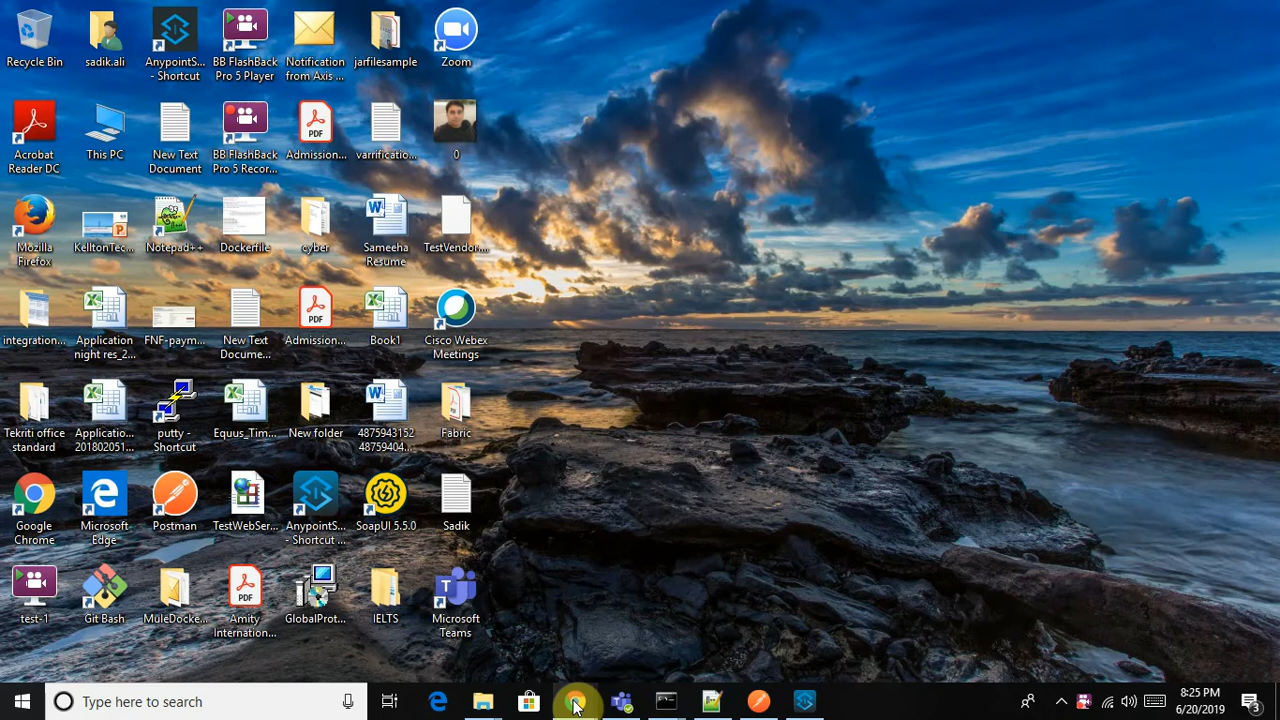 Recycle Bin
sadik.ali
AnypointS...
- Shortcut
BB FlashBack
Pro 5 Player
Notification
from Axis ...
jarfilesample
Zoom
Acrobat
Reader DC
This PC
New Text
Document
BB FlashBack
Pro 5 Recor...
PDF
Admission...
varrificatio...
0
Mozilla
Firefox
KelltonTec...
Notepad++
Dockerfile
cyber
Sameeha
Resume
TestVendor...
integration...
Application
night res_2...
FNF-paym...
New Text
Docume...
PDF
Admission...
Book1
Cisco Webex
Meetings
Tekriti office
standard
Applicatio...
201802051...
putty -
Shortcut
Equus_Tim...
New folder
4875943152
48759404...
Fabric
Google
Chrome
Microsoft
Edge
Postman
TestWebSer...
AnypointS...
- Shortcut ...
SoapUI 5.5.0
Sadik
test-1
Git Bash
MuleDocke...
PDF
Amity
Internation...
GlobalProt...
IELTS
Microsoft
Teams
Type here to search
8:25 PM
6/20/2019
3